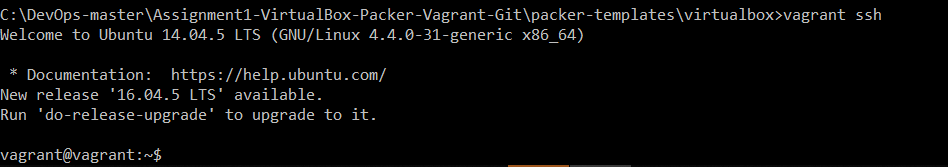 C:\DevOps-master\Assignment1-VirtualBox-Packer-Vagrant-Git\packer-templates\virtualbox>vagrant ssh
Welcome to Ubuntu 14.04.5 LTS (GNU/Linux 4.4.0-31-generic x86_64)
 * Documentation:  https://help.ubuntu.com/
New release '16.04.5 LTS' available.
Run 'do-release-upgrade' to upgrade to it.
vagrant@vagrant:~$